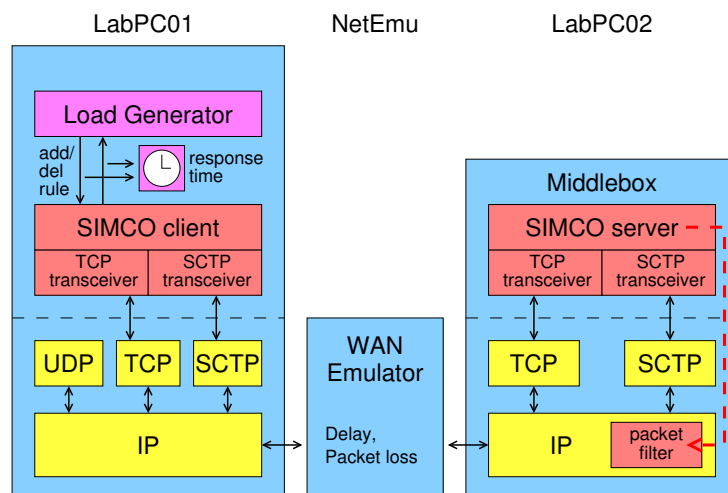 LabPC01
NetEmu
LabPC02
Load Generator
add/
del
rule
response
time
SIMCO client
TCP
transceiver
SCTP
transceiver
UDP
TCP
SCTP
IP
WAN
Emulator
Delay,
Packet loss
Middlebox
SIMCO server
TCP
transceiver
SCTP
transceiver
TCP
SCTP
IP
packet
filter